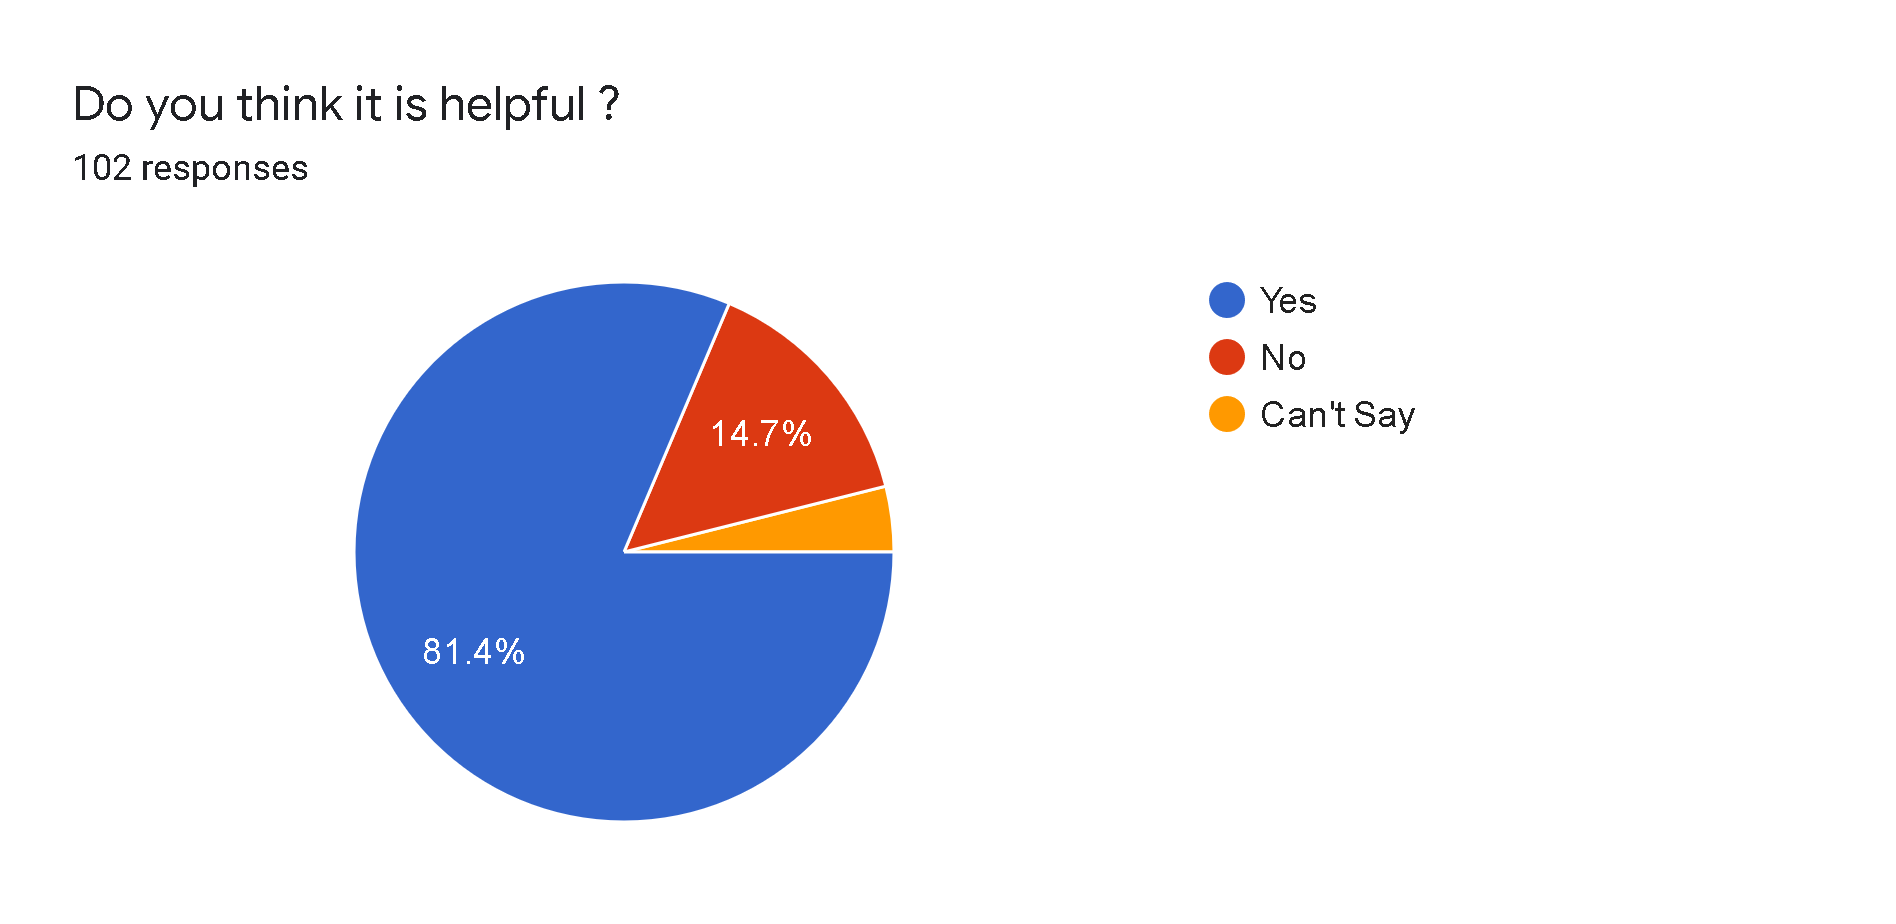 Do you think it is helpful ?
102 responses
Yes
No
Can't Say
14.7%
81.4%